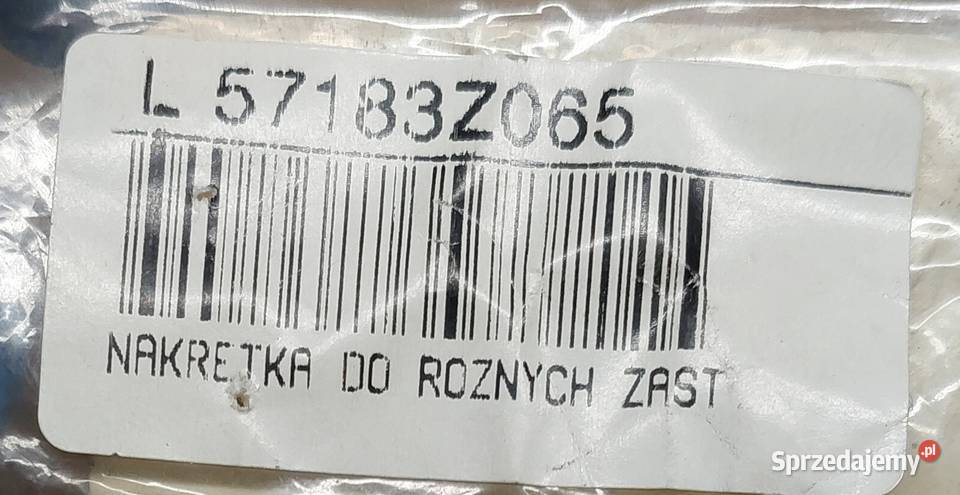 L 57183Z065
NAKRETKA DO ROZNYCH ZAST
Sprzedajemy.pl